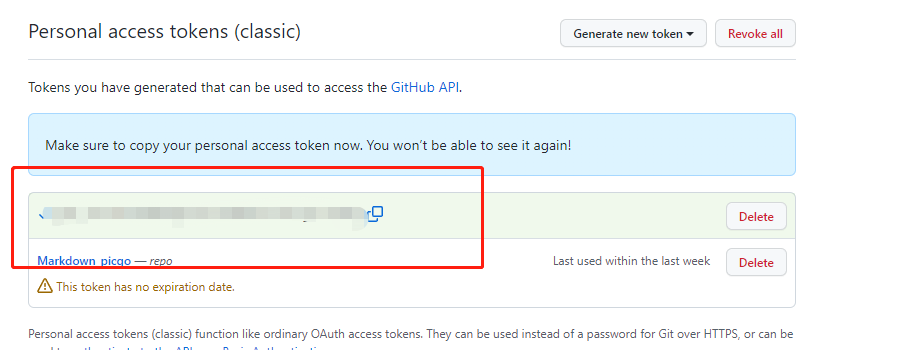 Personal access tokens (classic)
Generate new token
Revoke all
Tokens you have generated that can be used to access the GitHub API.
Make sure to copy your personal access token now. You won't be able to see it again!
Delete
Markdown_picgo — repo
Last used within the last week
Delete
This token has no expiration date.
Personal access tokens (classic) function like ordinary OAuth access tokens. They can be used instead of a password for Git over HTTPS, or can be